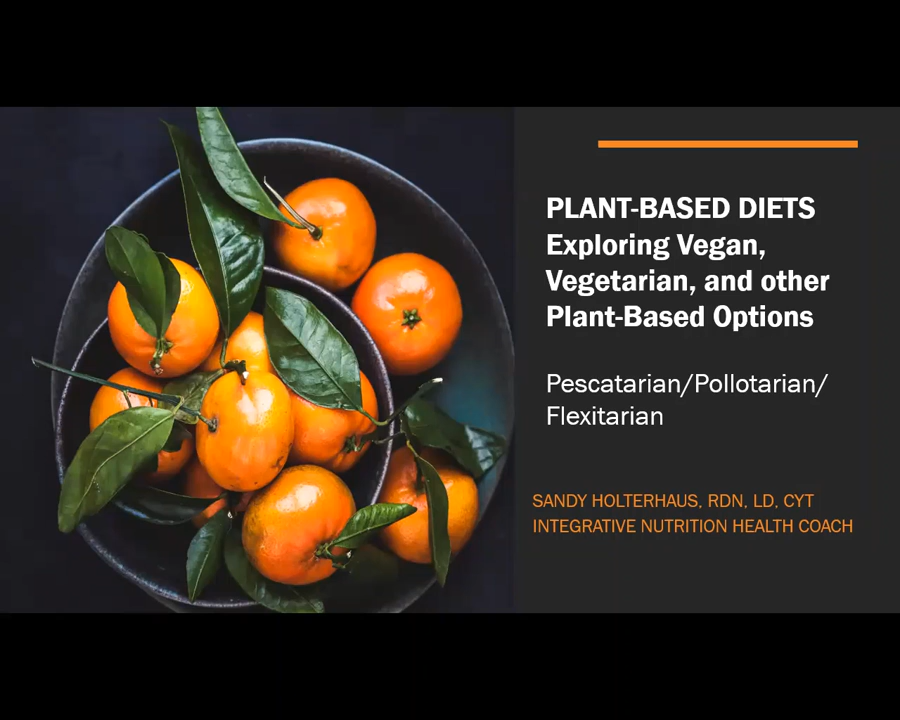 PLANT-BASED DIETS
Exploring Vegan,
Vegetarian, and other
Plant-Based Options
Pescatarian/Pollotarian/
Flexitarian
SANDY HOLTERHAUS, RDN, LD, CYT
INTEGRATIVE NUTRITION HEALTH COACH